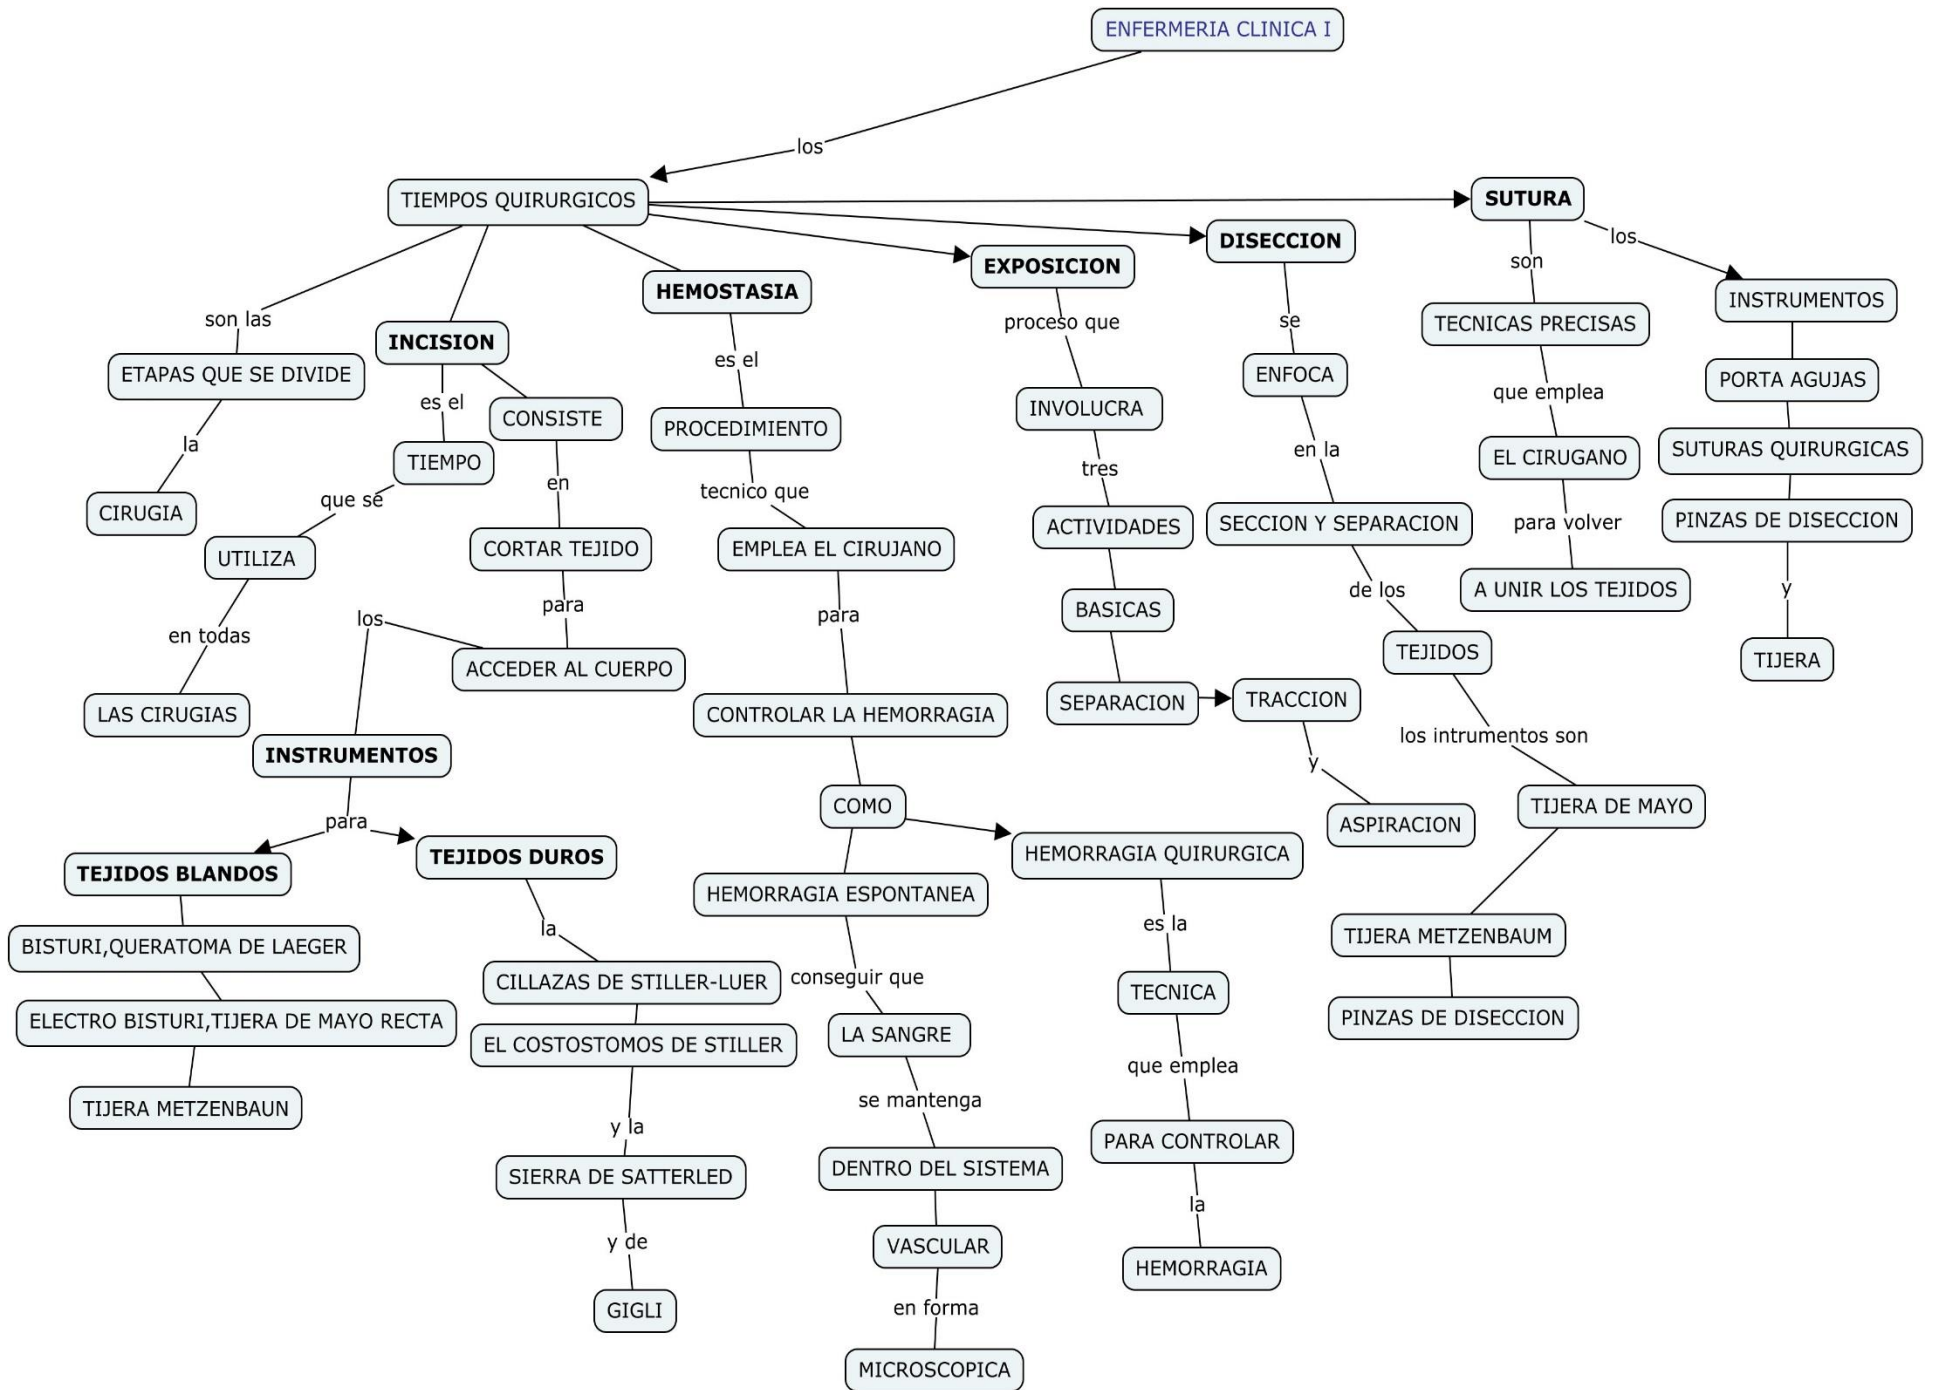 ENFERMERIA CLINICA I
los
TIEMPOS QUIRURGICOS
son las
ETAPAS QUE SE DIVIDE
la
CIRUGIA
INCISION
es el
TIEMPO
que se
UTILIZA
en todas
LAS CIRUGIAS
CONSISTE
en
CORTAR TEJIDO
para
ACCEDER AL CUERPO
los
INSTRUMENTOS
para
TEJIDOS BLANDOS
BISTURI,QUERATOMA DE LAEGER
ELECTRO BISTURI,TIJERA DE MAYO RECTA
TIJERA METZENBAUN
TEJIDOS DUROS
la
CILLAZAS DE STILLER-LUER
EL COSTOSTOMOS DE STILLER
y la
SIERRA DE SATTERLED
y de
GIGLI
HEMOSTASIA
es el
PROCEDIMIENTO
tecnico que
EMPLEA EL CIRUJANO
para
CONTROLAR LA HEMORRAGIA
COMO
HEMORRAGIA ESPONTANEA
conseguir que
LA SANGRE
se mantenga
DENTRO DEL SISTEMA
VASCULAR
en forma
MICROSCOPICA
HEMORRAGIA QUIRURGICA
es la
TECNICA
que emplea
PARA CONTROLAR
la
HEMORRAGIA
EXPOSICION
proceso que
INVOLUCRA
tres
ACTIVIDADES
BASICAS
SEPARACION
TRACCION
y
ASPIRACION
DISECCION
se
ENFOCA
en la
SECCION Y SEPARACION
de los
TEJIDOS
los intrumentos son
TIJERA DE MAYO
TIJERA METZENBAUM
PINZAS DE DISECCION
SUTURA
son
TECNICAS PRECISAS
que emplea
EL CIRUGANO
para volver
A UNIR LOS TEJIDOS
los
INSTRUMENTOS
PORTA AGUJAS
SUTURAS QUIRURGICAS
PINZAS DE DISECCION
y
TIJERA